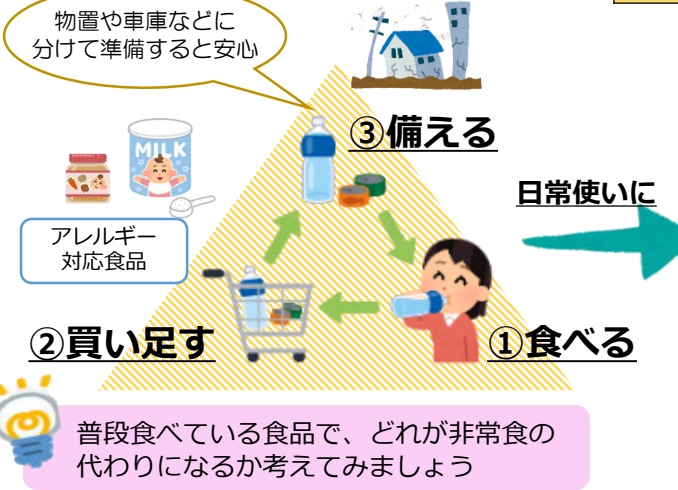 物置や車庫などに
分けて準備すると安心
③備える
MILK
日常使いに
アレルギー
対応食品
②買い足す
①食べる
普段食べている食品で、どれが非常食の
代わりになるか考えてみましょう